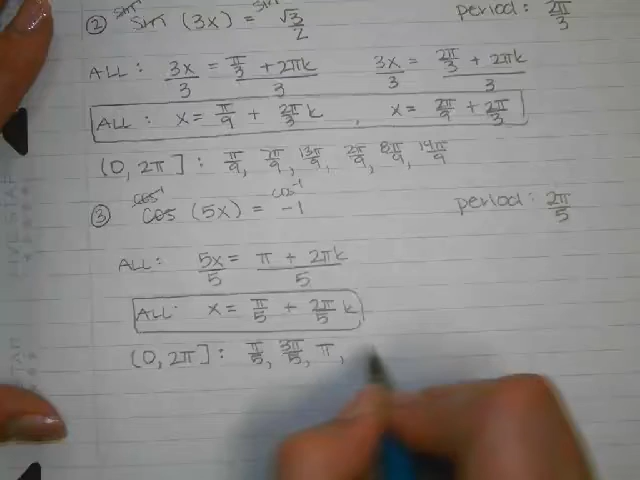 ② sin⁻¹ sin (3x) = sin⁻¹ √3/2 period: 2π/3
ALL: 3x/3 = π/3 + 2πk/3 3x/3 = 2π/3 + 2πk/3
ALL: x = π/9 + 2π/3 k , x = 2π/9 + 2π/3
(0, 2π] : π/9, 7π/9, 13π/9, 2π/9, 8π/9, 14π/9
③ cos⁻¹ cos (5x) = cos⁻¹ -1 period: 2π/5
ALL: 5x/5 = π + 2πk/5
ALL: x = π/5 + 2π/5 k
(0, 2π] : π/5, 3π/5, π,